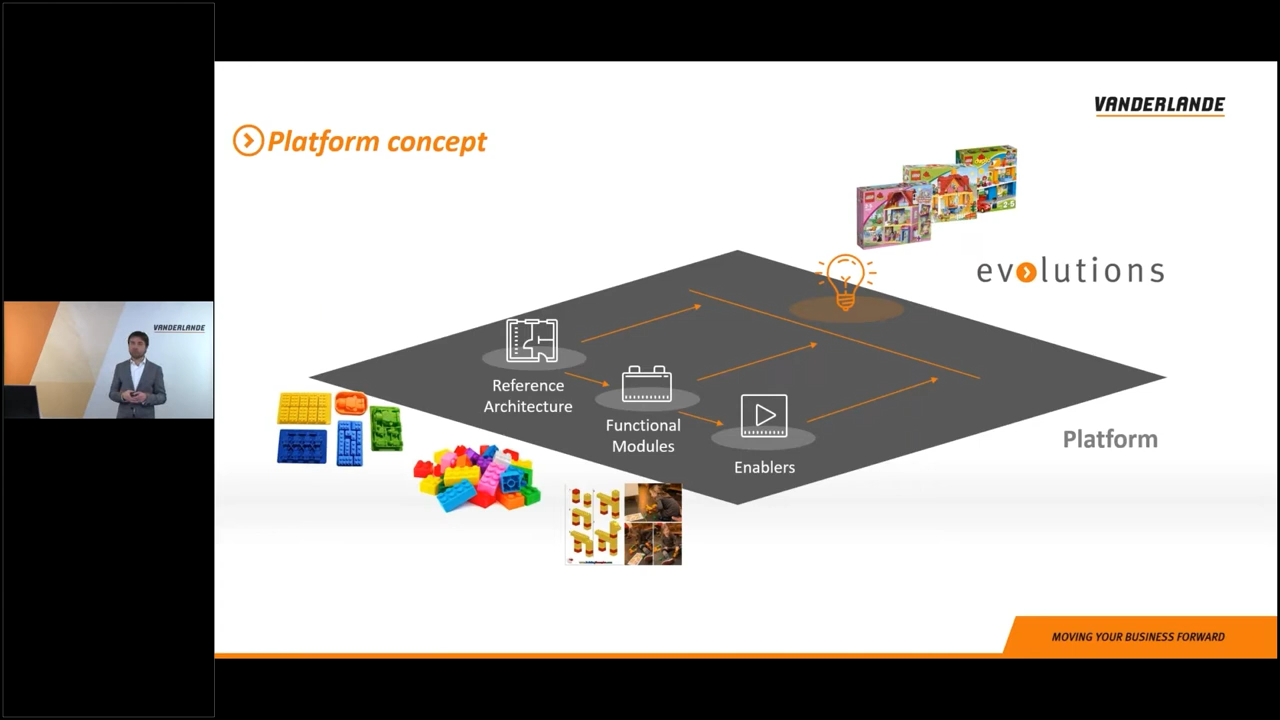 VANDERLANDE
Platform concept
evolutions
VANDERLANDE
Reference
Architecture
Functional
Modules
Platform
Enablers
MOVING YOUR BUSINESS FORWARD